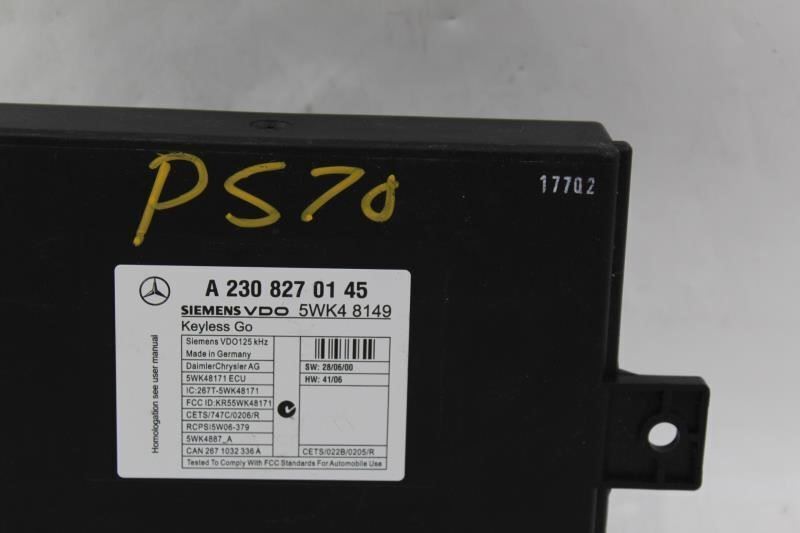 PS70
17702
A 230 827 01 45
SIEMENS VDO 5WK4 8149
Keyless Go
Homologation see user manual
Siemens VDO125 kHz
Made in Germany
DaimlerChrysler AG
5WK48171 ECU
IC:267T-5WK48171
FCC ID:KR55WK48171
CETS/747C/0206/R
RCPSI5W06-379
5WK4887_A
CAN 267 1032 336 A
SW: 28/06/00
HW: 41/06
CETS/022B/0205/R
Tested To Comply With FCC Standards For Automobile Use